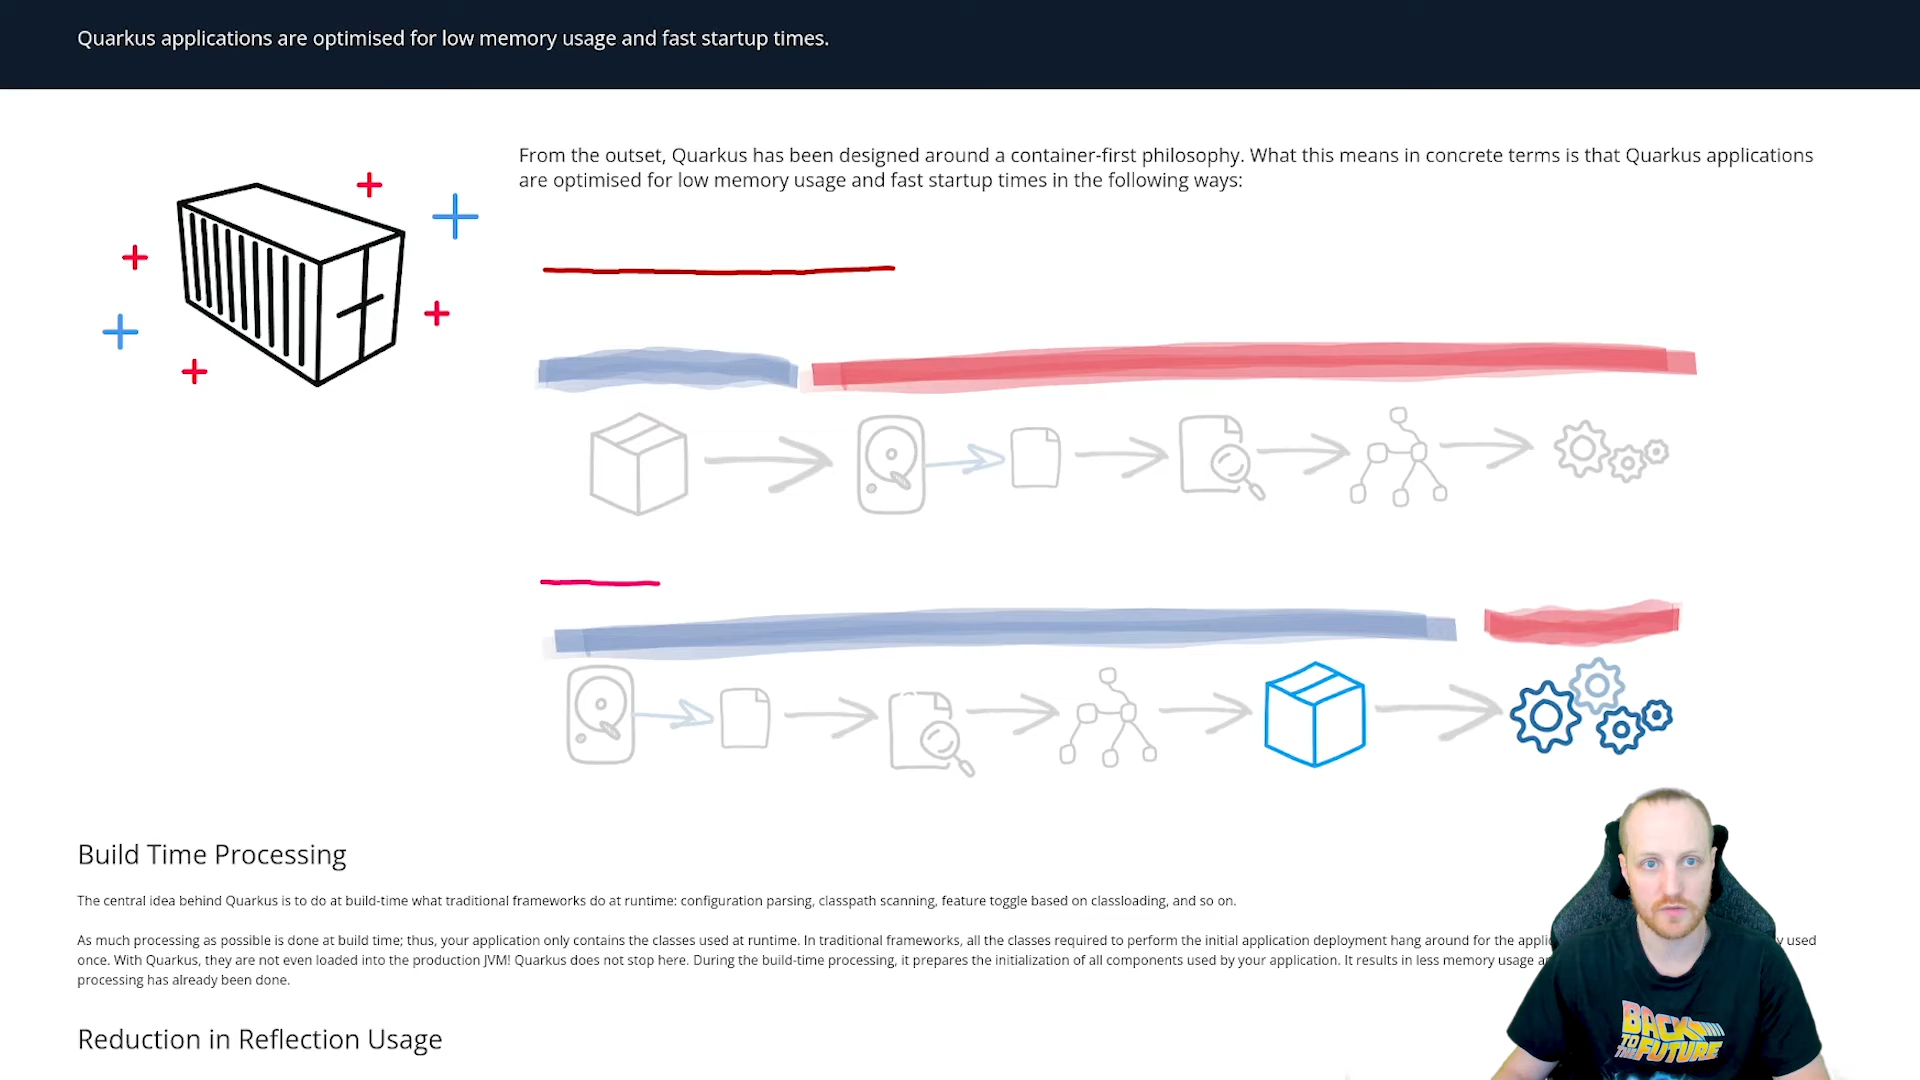 Quarkus applications are optimised for low memory usage and fast startup times.
From the outset, Quarkus has been designed around a container-first philosophy. What this means in concrete terms is that Quarkus applications
are optimised for low memory usage and fast startup times in the following ways:
Build Time Processing
The central idea behind Quarkus is to do at build-time what traditional frameworks do at runtime: configuration parsing, classpath scanning, feature toggle based on classloading, and so on.
As much processing as possible is done at build time; thus, your application only contains the classes used at runtime. In traditional frameworks, all the classes required to perform the initial application deployment hang around for the used
once. With Quarkus, they are not even loaded into the production JVM! Quarkus does not stop here. During the build-time processing, it prepares the initialization of all components used by your application. It results in less memory usage
processing has already been done.
Reduction in Reflection Usage
BACK
TO
THE FUTURE